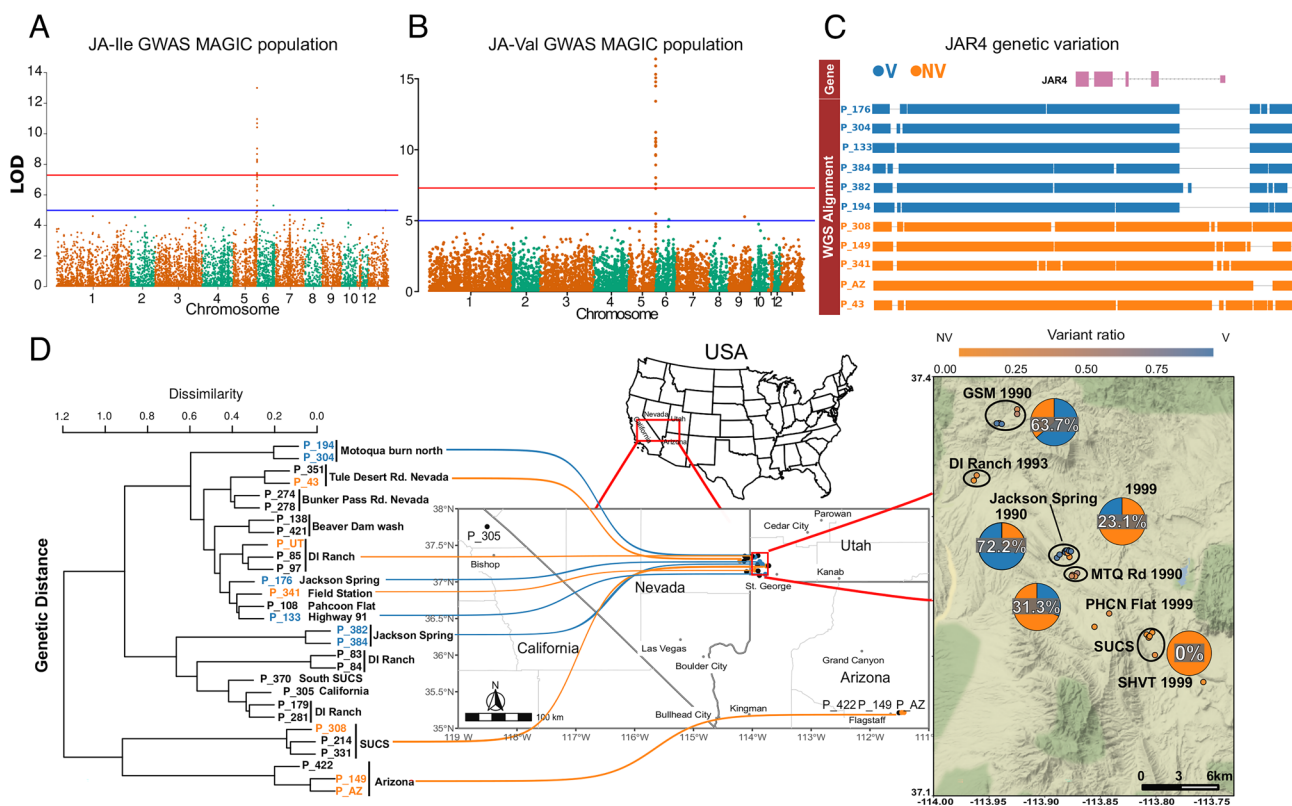 A
JA-Ile GWAS MAGIC population
LOD
14
12
10
8
6
4
2
0
1 2 3 4 5 6 7 8 9 10 12
Chromosome
B
JA-Val GWAS MAGIC population
15
10
5
0
1 2 3 4 5 6 7 8 9 10 12
Chromosome
C
JAR4 genetic variation
V NV
Gene
JAR4
WGS Alignment
P_176
P_304
P_133
P_384
P_382
P_194
P_308
P_149
P_341
P_AZ
P_43
D
Dissimilarity
1.2 1.0 0.8 0.6 0.4 0.2 0.0
Genetic Distance
P_194
P_304
Motoqua burn north
P_351
P_43
Tule Desert Rd. Nevada
P_274
P_278
Bunker Pass Rd. Nevada
P_138
P_421
Beaver Dam wash
P_UT
P_85
P_97
DI Ranch
P_176 Jackson Spring
P_341 Field Station
P_108 Pahcoon Flat
P_133 Highway 91
P_382
P_384
Jackson Spring
P_83
P_84
DI Ranch
P_370 South SUCS
P_305 California
P_179
P_281
DI Ranch
P_308
P_214
P_331
SUCS
P_422
P_149
P_AZ
Arizona
USA
Nevada
Utah
California
Arizona
38°N
37.5°N
37°N
36.5°N
36°N
35.5°N
35°N
119°W 118°W 117°W 116°W 115°W 114°W 113°W 112°W 111°
P_305
Bishop
Parowan
Cedar City
Utah
Kanab
St. George
Nevada
California
Las Vegas
Boulder City
Grand Canyon
Arizona
Bullhead City
Kingman
P_422 P_149 P_AZ
Flagstaff
N
100 km
NV Variant ratio V
0.00 0.25 0.50 0.75
37.4
GSM 1990
63.7%
DI Ranch 1993
Jackson Spring
1990
1999
72.2%
23.1%
MTQ Rd 1990
31.3%
PHCN Flat 1999
SUCS
0%
SHVT 1999
0 3 6km
37.1
-114.00 -113.95 -113.90 -113.85 -113.80 -113.75